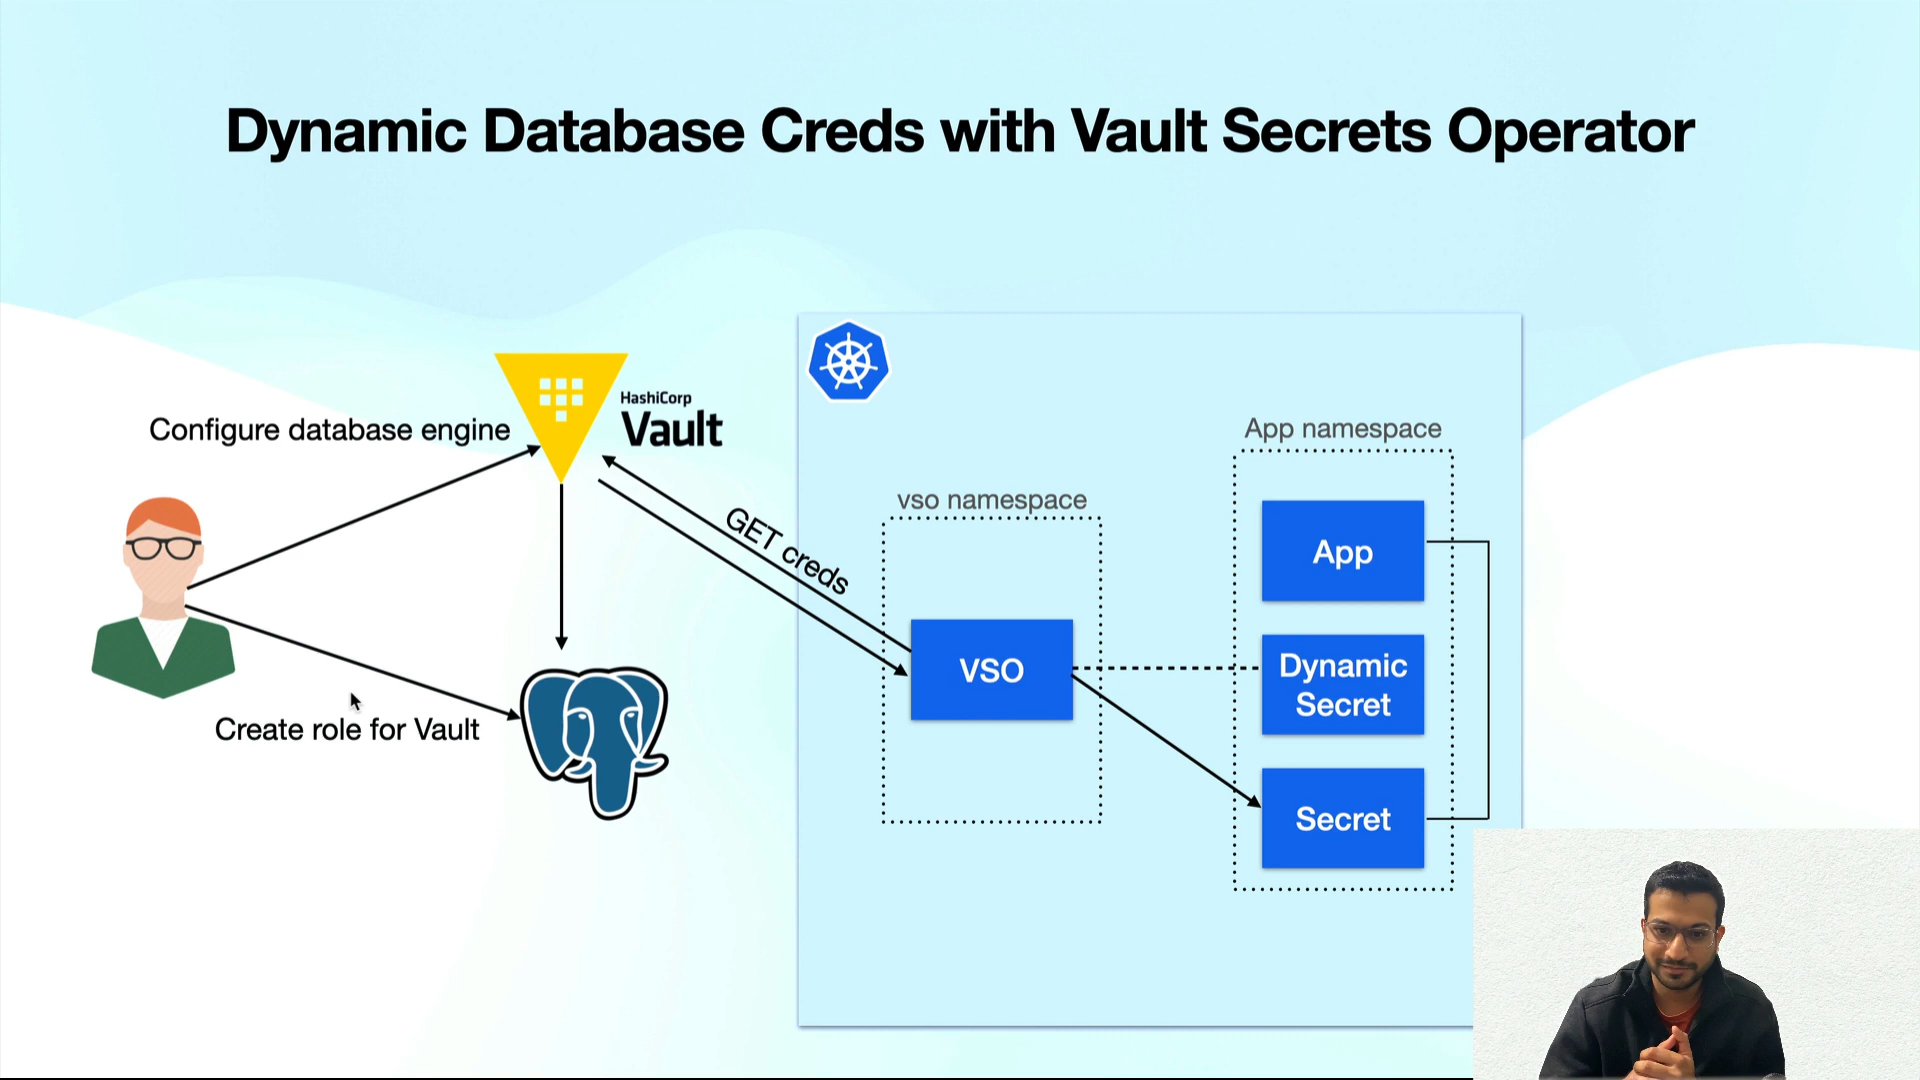 Dynamic Database Creds with Vault Secrets Operator
Configure database engine
HashiCorp
Vault
Create role for Vault
GET creds
vso namespace
VSO
App namespace
App
Dynamic
Secret
Secret